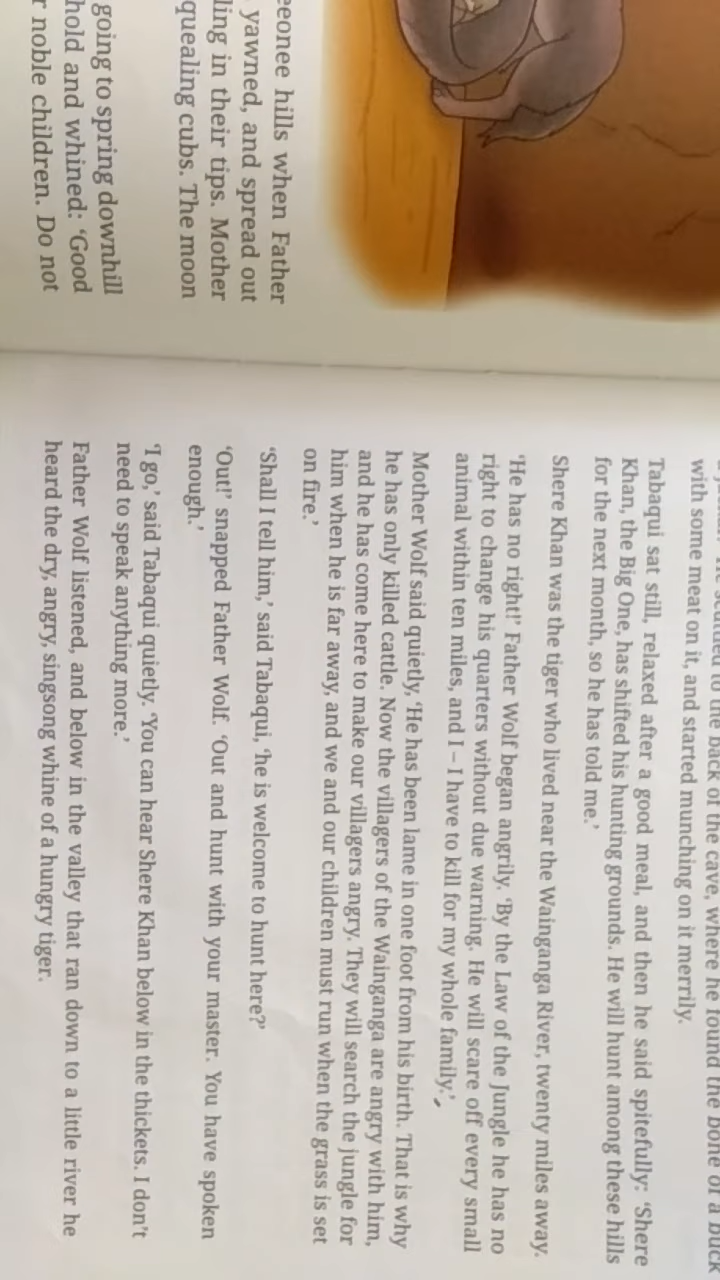 hills when Father
yawned, and spread out
in their tips. Mother
cubs. The moon
going to spring downhill
and whined: ‘Good
noble children. Do not
to the back of the cave, where he found the bone of a buck
with some meat on it, and started munching on it merrily.
Tabaqui sat still, relaxed after a good meal, and then he said spitefully: ‘Shere
Khan, the Big One, has shifted his hunting grounds. He will hunt among these hills
for the next month, so he has told me.’
Shere Khan was the tiger who lived near the Wainganga River, twenty miles away.
‘He has no right!’ Father Wolf began angrily. ‘By the Law of the Jungle he has no
right to change his quarters without due warning. He will scare off every small
animal within ten miles, and I – I have to kill for my whole family.’
Mother Wolf said quietly, ‘He has been lame in one foot from his birth. That is why
he has only killed cattle. Now the villagers of the Wainganga are angry with him,
and he has come here to make our villagers angry. They will search the jungle for
him when he is far away, and we and our children must run when the grass is set
on fire.’
‘Shall I tell him,’ said Tabaqui, ‘he is welcome to hunt here?’
‘Out!’ snapped Father Wolf. ‘Out and hunt with your master. You have spoken
enough.’
‘I go,’ said Tabaqui quietly. ‘You can hear Shere Khan below in the thickets. I don't
need to speak anything more.’
Father Wolf listened, and below in the valley that ran down to a little river he
heard the dry, angry, singsong whine of a hungry tiger.